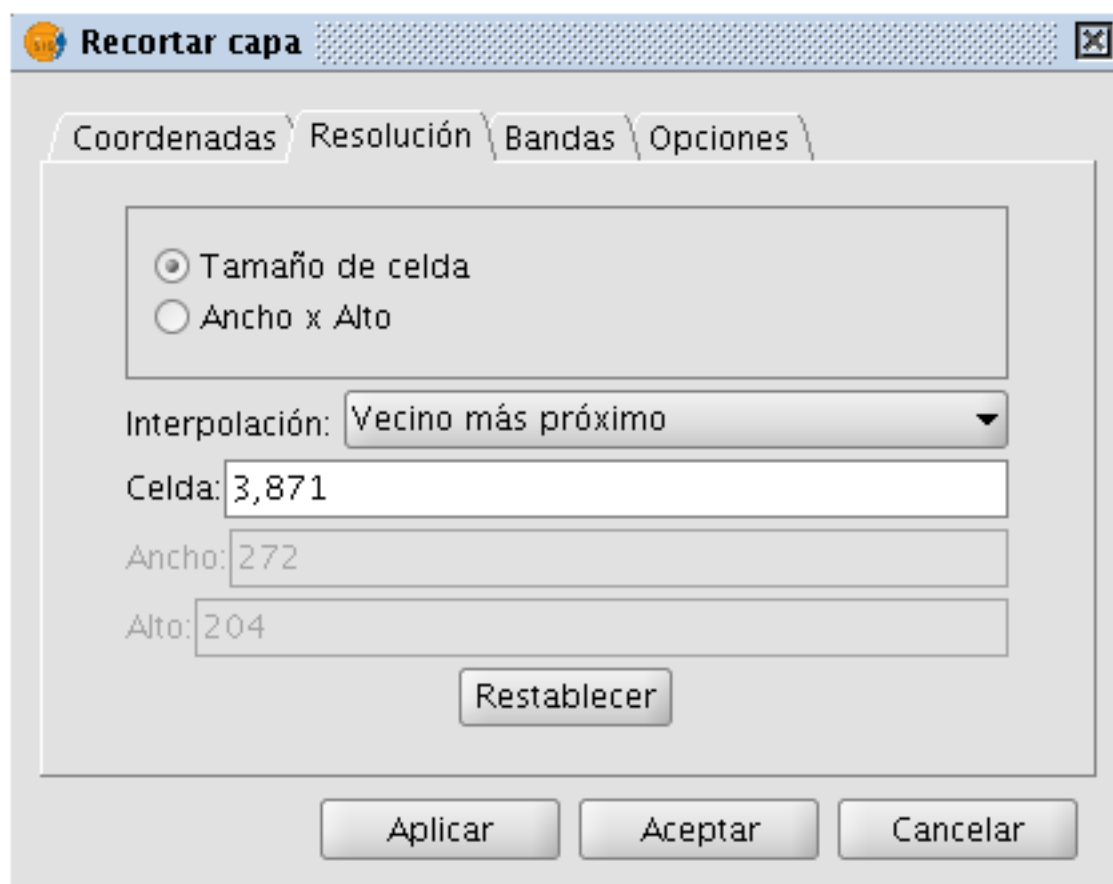 Recortar capa
Coordenadas Resolución Bandas Opciones
Tamaño de celda
Ancho x Alto
Interpolación: Vecino más próximo
Celda: 3,871
Ancho: 272
Alto: 204
Restablecer
Aplicar Aceptar Cancelar